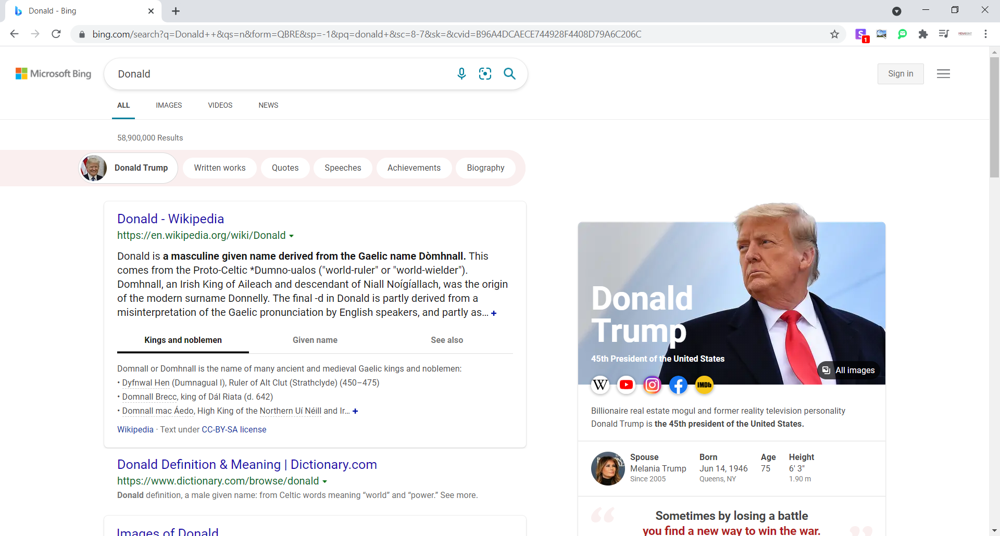 Donald - Bing
bing.com/search?q=Donald++&qs=n&form=QBRE&sp=-1&pq=donald+&sc=8-7&sk=&cvid=B96A4DCAECE744928F4408D79A6C206C
1
Microsoft Bing
Donald
Sign in
ALL IMAGES VIDEOS NEWS
58,900,000 Results
Donald Trump Written works Quotes Speeches Achievements Biography
Donald - Wikipedia
https://en.wikipedia.org/wiki/Donald
Donald is a masculine given name derived from the Gaelic name Dòmhnall. This
comes from the Proto-Celtic *Dumno-ualos ("world-ruler" or "world-wielder").
Domhnall, an Irish King of Aileach and descendant of Niall Noígíallach, was the origin
of the modern surname Donnelly. The final -d in Donald is partly derived from a
misinterpretation of the Gaelic pronunciation by English speakers, and partly as... +
Kings and noblemen Given name See also
Domnall or Domhnall is the name of many ancient and medieval Gaelic kings and noblemen:
• Dyfnwal Hen (Dumnagual I), Ruler of Alt Clut (Strathclyde) (450–475)
• Domnall Brecc, king of Dál Riata (d. 642)
• Domnall mac Áedo, High King of the Northern Uí Néill and Ir... +
Wikipedia · Text under CC-BY-SA license
Donald Definition & Meaning | Dictionary.com
https://www.dictionary.com/browse/donald
Donald definition, a male given name: from Celtic words meaning “world” and “power.” See more.
Images of Donald
Donald
Trump
45th President of the United States
All images
W
IMDb
Billionaire real estate mogul and former reality television personality
Donald Trump is the 45th president of the United States.
Spouse Born Age Height
Melania Trump Jun 14, 1946 75 6' 3"
Since 2005 Queens, NY 1.90 m
Sometimes by losing a battle
you find a new way to win the war.